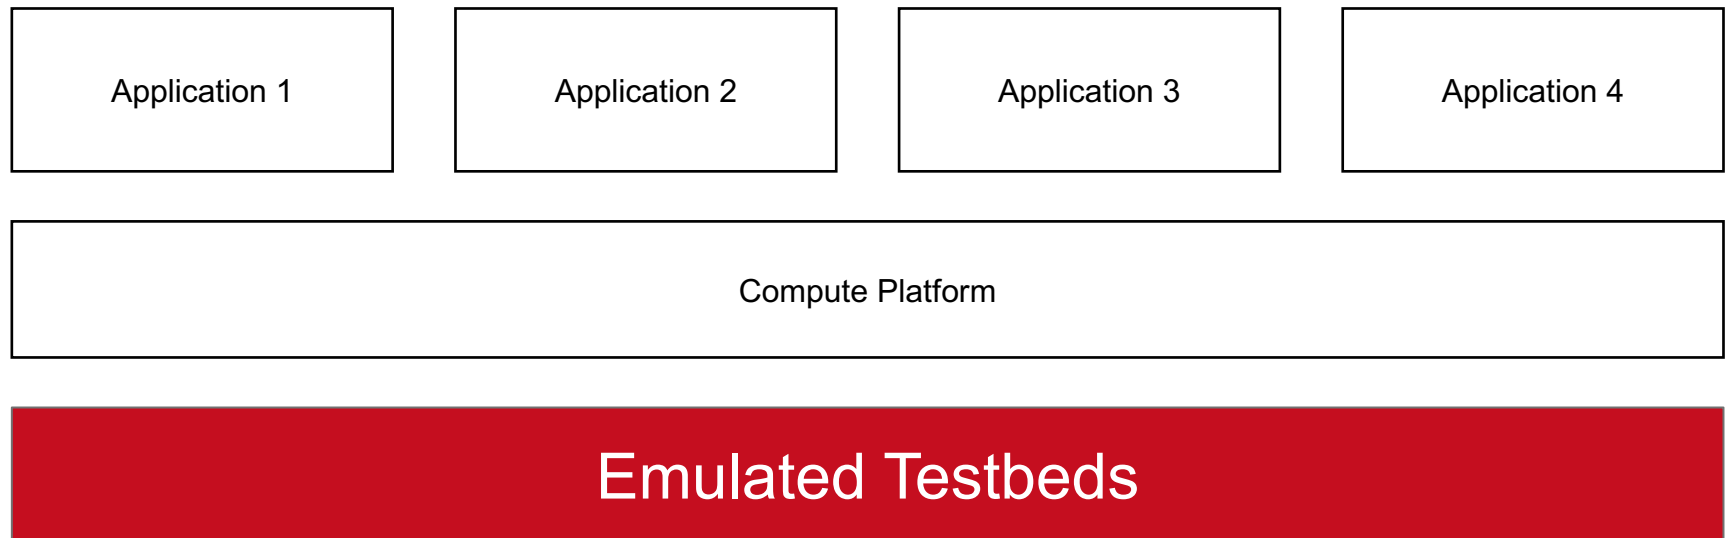 Application 1
Application 2
Application 3
Application 4
Compute Platform
Emulated Testbeds